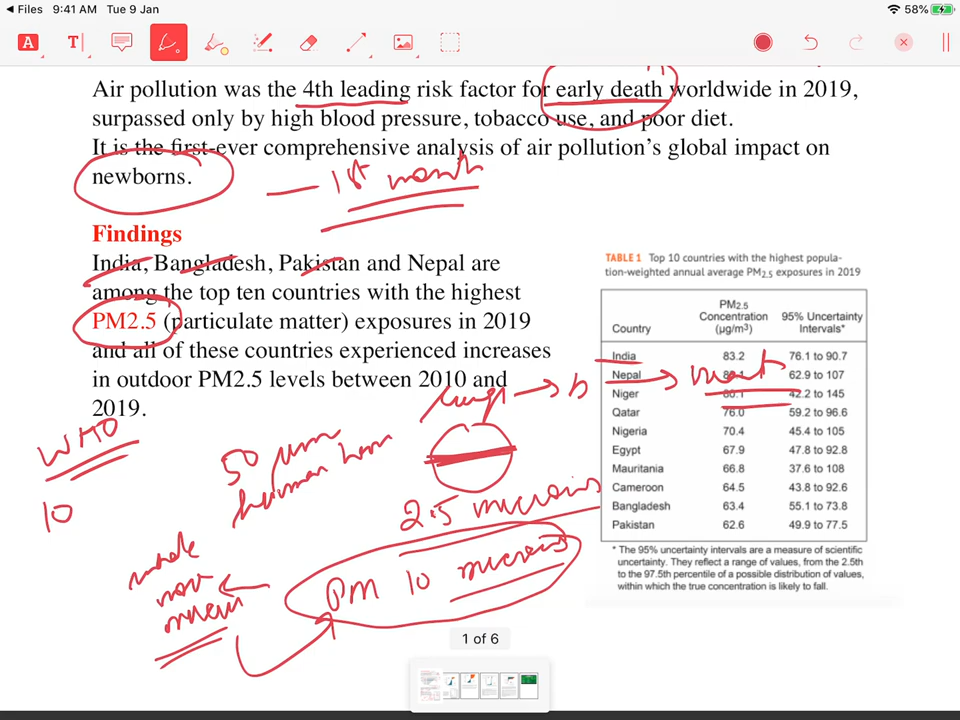 Files 9:41 AM Tue 9 Jan 58%
A T
Air pollution was the 4th leading risk factor for early death worldwide in 2019,
surpassed only by high blood pressure, tobacco use, and poor diet.
It is the first-ever comprehensive analysis of air pollution's global impact on
newborns.
1st month
Findings
India, Bangladesh, Pakistan and Nepal are
among the top ten countries with the highest
PM2.5 (particulate matter) exposures in 2019
and all of these countries experienced increases
in outdoor PM2.5 levels between 2010 and
2019.
WHO
10
50 μm
human
lungs
2.5 microns
PM 10 microns
TABLE 1 Top 10 countries with the highest popula-
tion-weighted annual average PM2.5 exposures in 2019
PM2.5
Concentration 95% Uncertainty
Country (μg/m³) Intervals*
India 83.2 76.1 to 90.7
Nepal 62.9 to 107
Niger 80.1 42.2 to 145
Qatar 76.0 59.2 to 96.6
Nigeria 70.4 45.4 to 105
Egypt 67.9 47.8 to 92.8
Mauritania 66.8 37.6 to 108
Cameroon 64.5 43.8 to 92.6
Bangladesh 63.4 55.1 to 73.8
Pakistan 62.6 49.9 to 77.5
* The 95% uncertainty intervals are a measure of scientific
uncertainty. They reflect a range of values, from the 2.5th
to the 97.5th percentile of a possible distribution of values,
within which the true concentration is likely to fall.
1 of 6